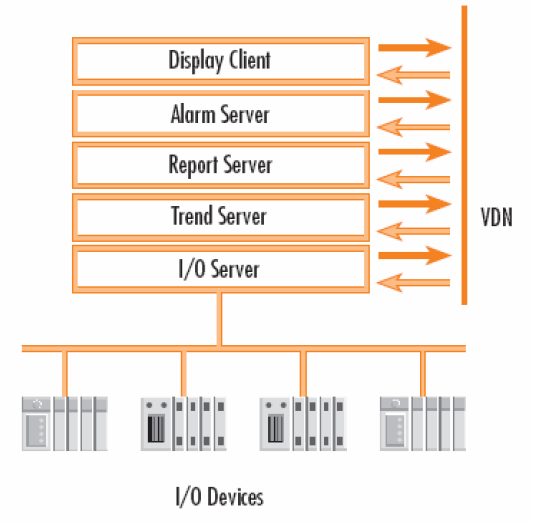 Display Client
Alarm Server
Report Server
Trend Server
VDN
I/O Server
I/O Devices